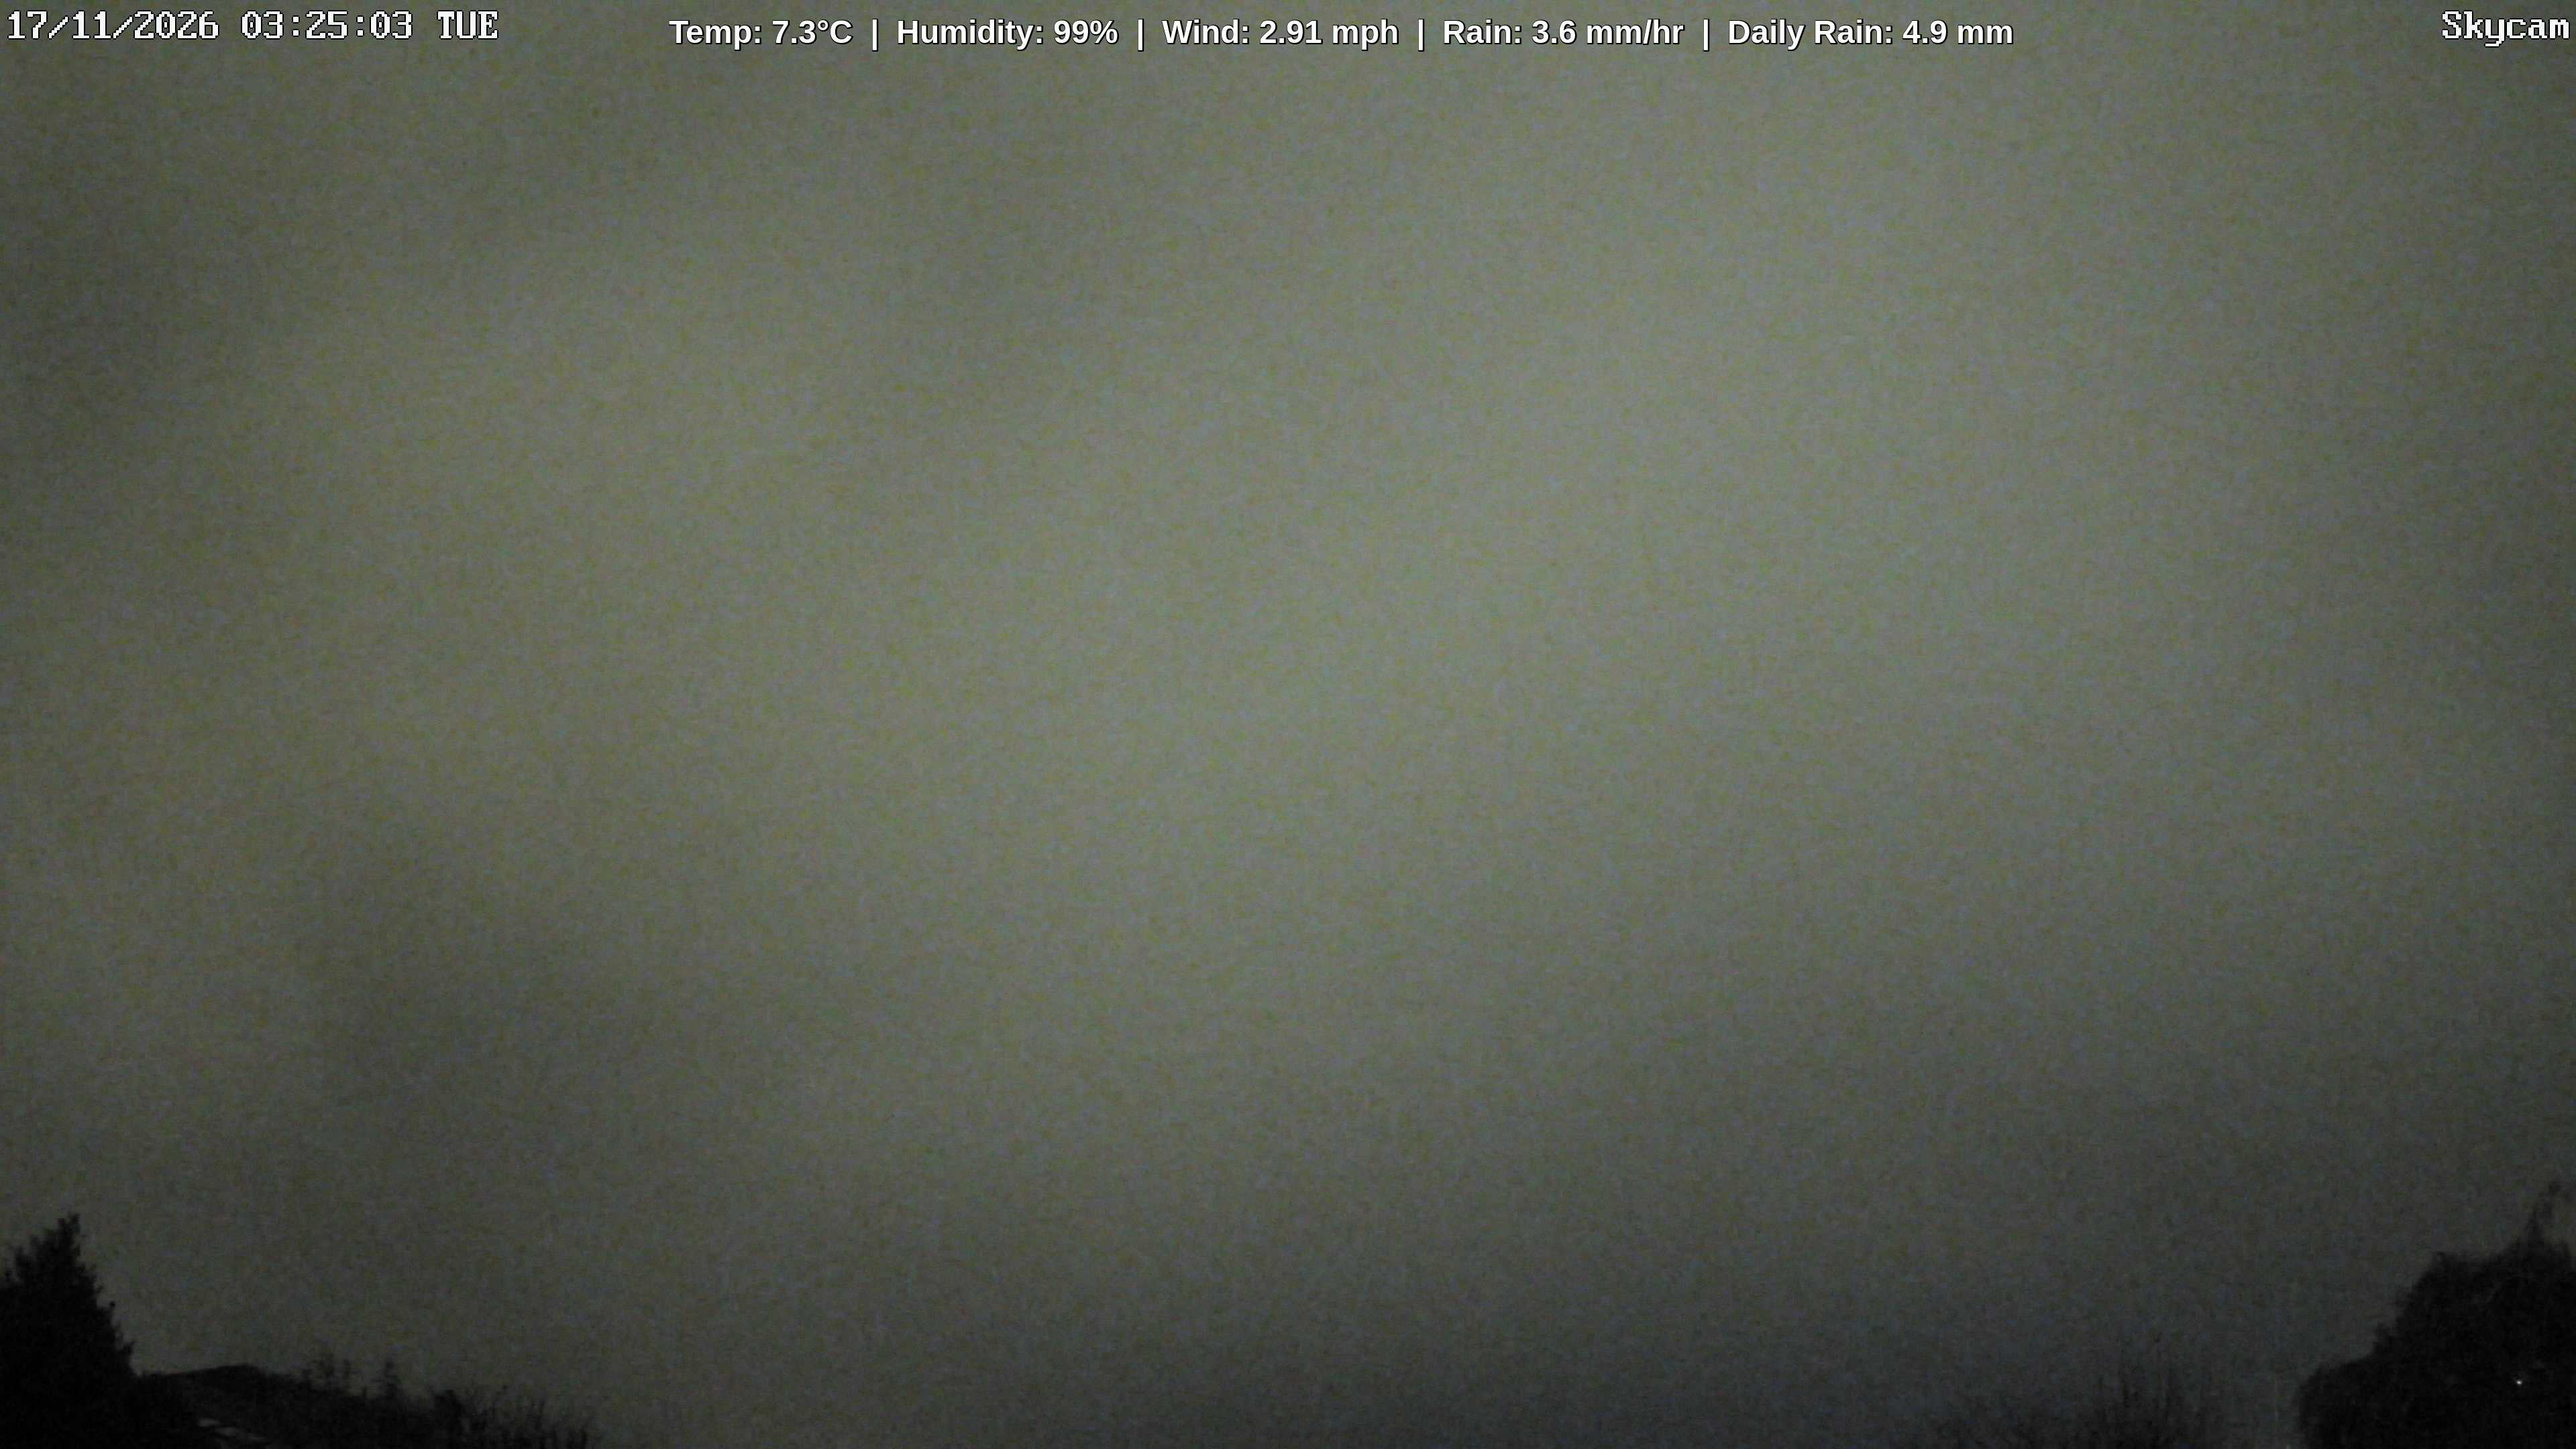 17/11/2026 03:25:03 TUE
Temp: 7.3°C | Humidity: 99% | Wind: 2.91 mph | Rain: 3.6 mm/hr | Daily Rain: 4.9 mm
Skycam